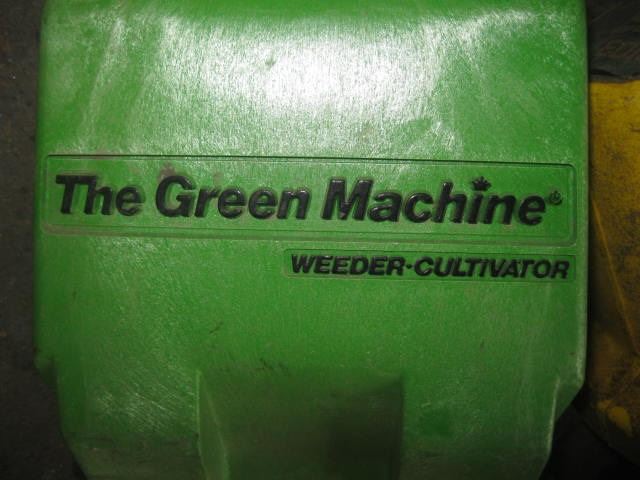 The Green Machine®
WEEDER-CULTIVATOR